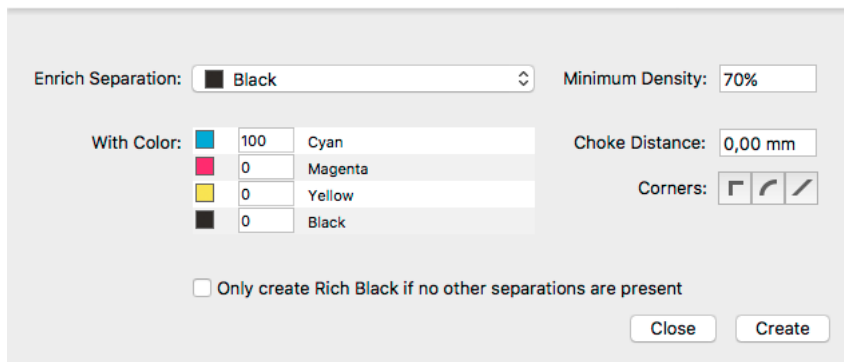 Enrich Separation: Black Minimum Density: 70%
With Color: 100 Cyan Choke Distance: 0,00 mm
0 Magenta
0 Yellow Corners:
0 Black
Only create Rich Black if no other separations are present
Close Create